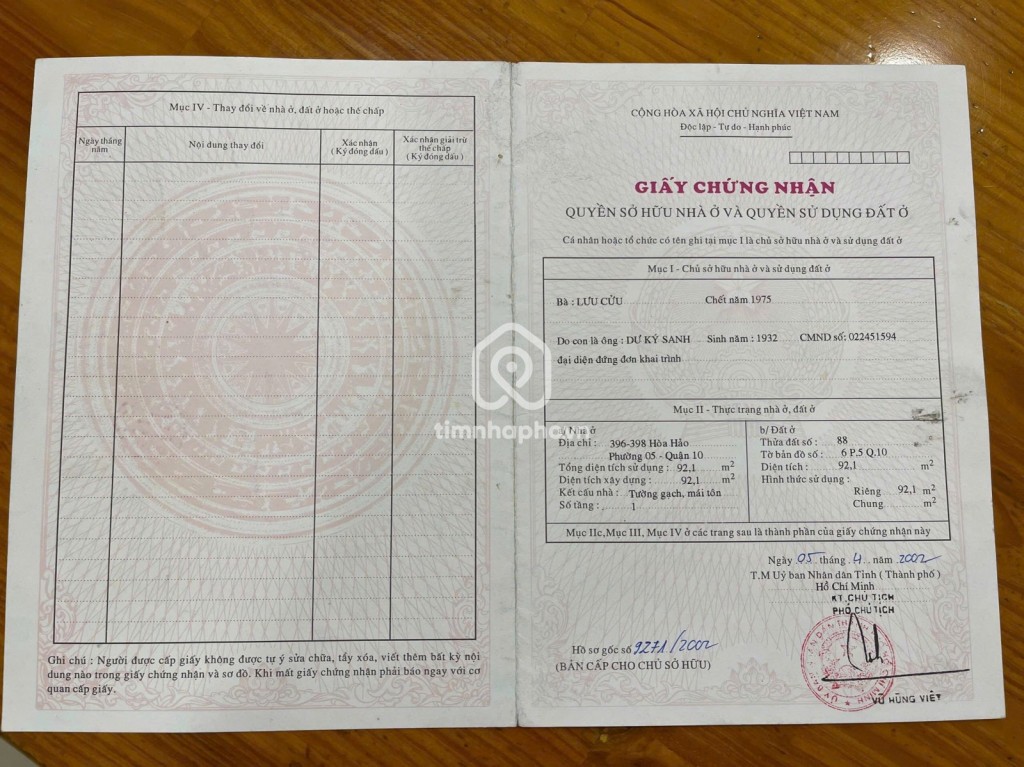 Mục IV - Thay đổi về nhà ở, đất ở hoặc thế chấp
Ngày tháng năm
Nội dung thay đổi
Xác nhận
( Ký đóng dấu )
Xác nhận giải trừ
thế chấp
( Ký đóng dấu )
Ghi chú : Người được cấp giấy không được tự ý sửa chữa, tẩy xóa, viết thêm bất kỳ nội
dung nào trong giấy chứng nhận và sơ đồ. Khi mất giấy chứng nhận phải báo ngay với cơ
quan cấp giấy.
CỘNG HÒA XÃ HỘI CHỦ NGHĨA VIỆT NAM
Độc lập - Tự do - Hạnh phúc
GIẤY CHỨNG NHẬN
QUYỀN SỞ HỮU NHÀ Ở VÀ QUYỀN SỬ DỤNG ĐẤT Ở
Cá nhân hoặc tổ chức có tên ghi tại mục I là chủ sở hữu nhà ở và sử dụng đất ở
Mục I - Chủ sở hữu nhà ở và sử dụng đất ở
Bà : LƯU CỬU Chết năm 1975
Do con là ông : DƯ KÝ SANH Sinh năm : 1932 CMND số: 022451594
đại diện đứng đơn khai trình
Mục II - Thực trạng nhà ở, đất ở
a/ Nhà ở
Địa chỉ : 396-398 Hòa Hảo
Phường 05 - Quận 10
Tổng diện tích sử dụng : 92,1 m2
Diện tích xây dựng : 92,1 m2
Kết cấu nhà : Tường gạch, mái tôn
Số tầng : 1
b/ Đất ở
Thửa đất số : 88
Tờ bản đồ số : 6 P.5 Q.10
Diện tích : 92,1 m2
Hình thức sử dụng :
Riêng 92,1 m2
Chung m2
Mục IIc,Mục III, Mục IV ở các trang sau là thành phần của giấy chứng nhận này
Ngày 05 tháng 4 năm 2002
T.M Uỷ ban Nhân dân Tỉnh ( Thành phố )
Hồ Chí Minh
KT.CHỦ TỊCH
PHÓ CHỦ TỊCH
Hồ sơ gốc số 9271/2002
(BẢN CẤP CHO CHỦ SỞ HỮU)
VŨ HÙNG VIỆT
timnhaphay